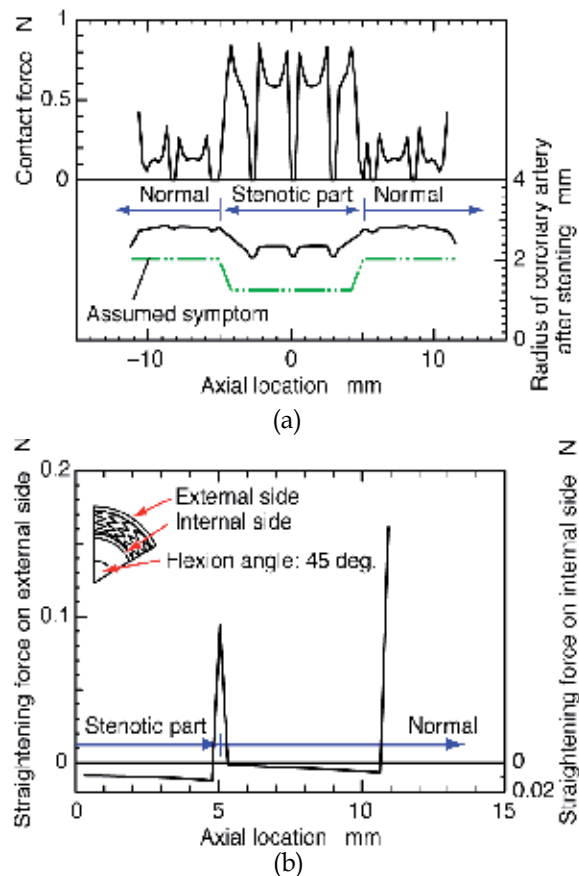 Contact force N
1
0.5
0
Normal
Stenotic part
Normal
Assumed symptom
4
2
0
Radius of coronary artery
after stenting mm
−10
0
10
Axial location mm
(a)
Straightening force on external side N
0.2
0.1
0
External side
Internal side
Flexion angle: 45 deg.
Stenotic part
Normal
0
0.02
Straightening force on internal side N
0
5
10
15
Axial location mm
(b)